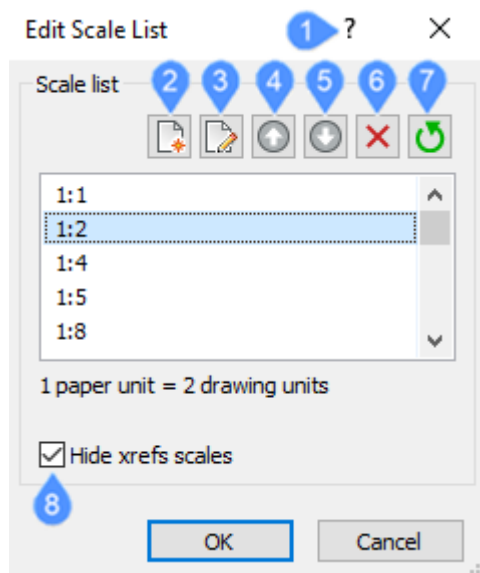 Edit Scale List 1 ?
Scale list 2 3 4 5 6 7
1:1
1:2
1:4
1:5
1:8
1 paper unit = 2 drawing units
Hide xrefs scales
8
OK Cancel